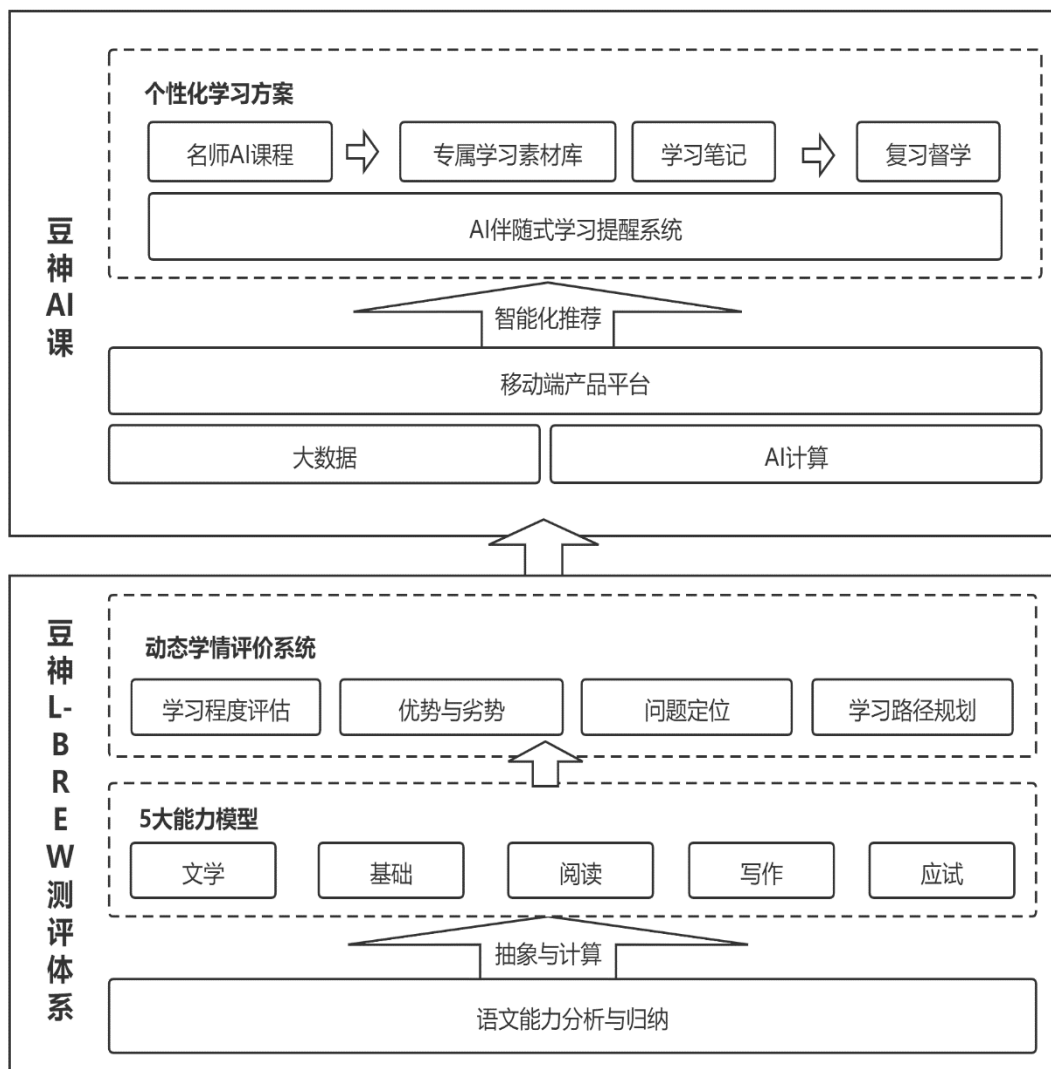 豆神AI课
个性化学习方案
名师AI课程
专属学习素材库
学习笔记
复习督学
AI伴随式学习提醒系统
智能化推荐
移动端产品平台
大数据
AI计算
豆神L-BREW测评体系
动态学情评价系统
学习程度评估
优势与劣势
问题定位
学习路径规划
5大能力模型
文学
基础
阅读
写作
应试
抽象与计算
语文能力分析与归纳